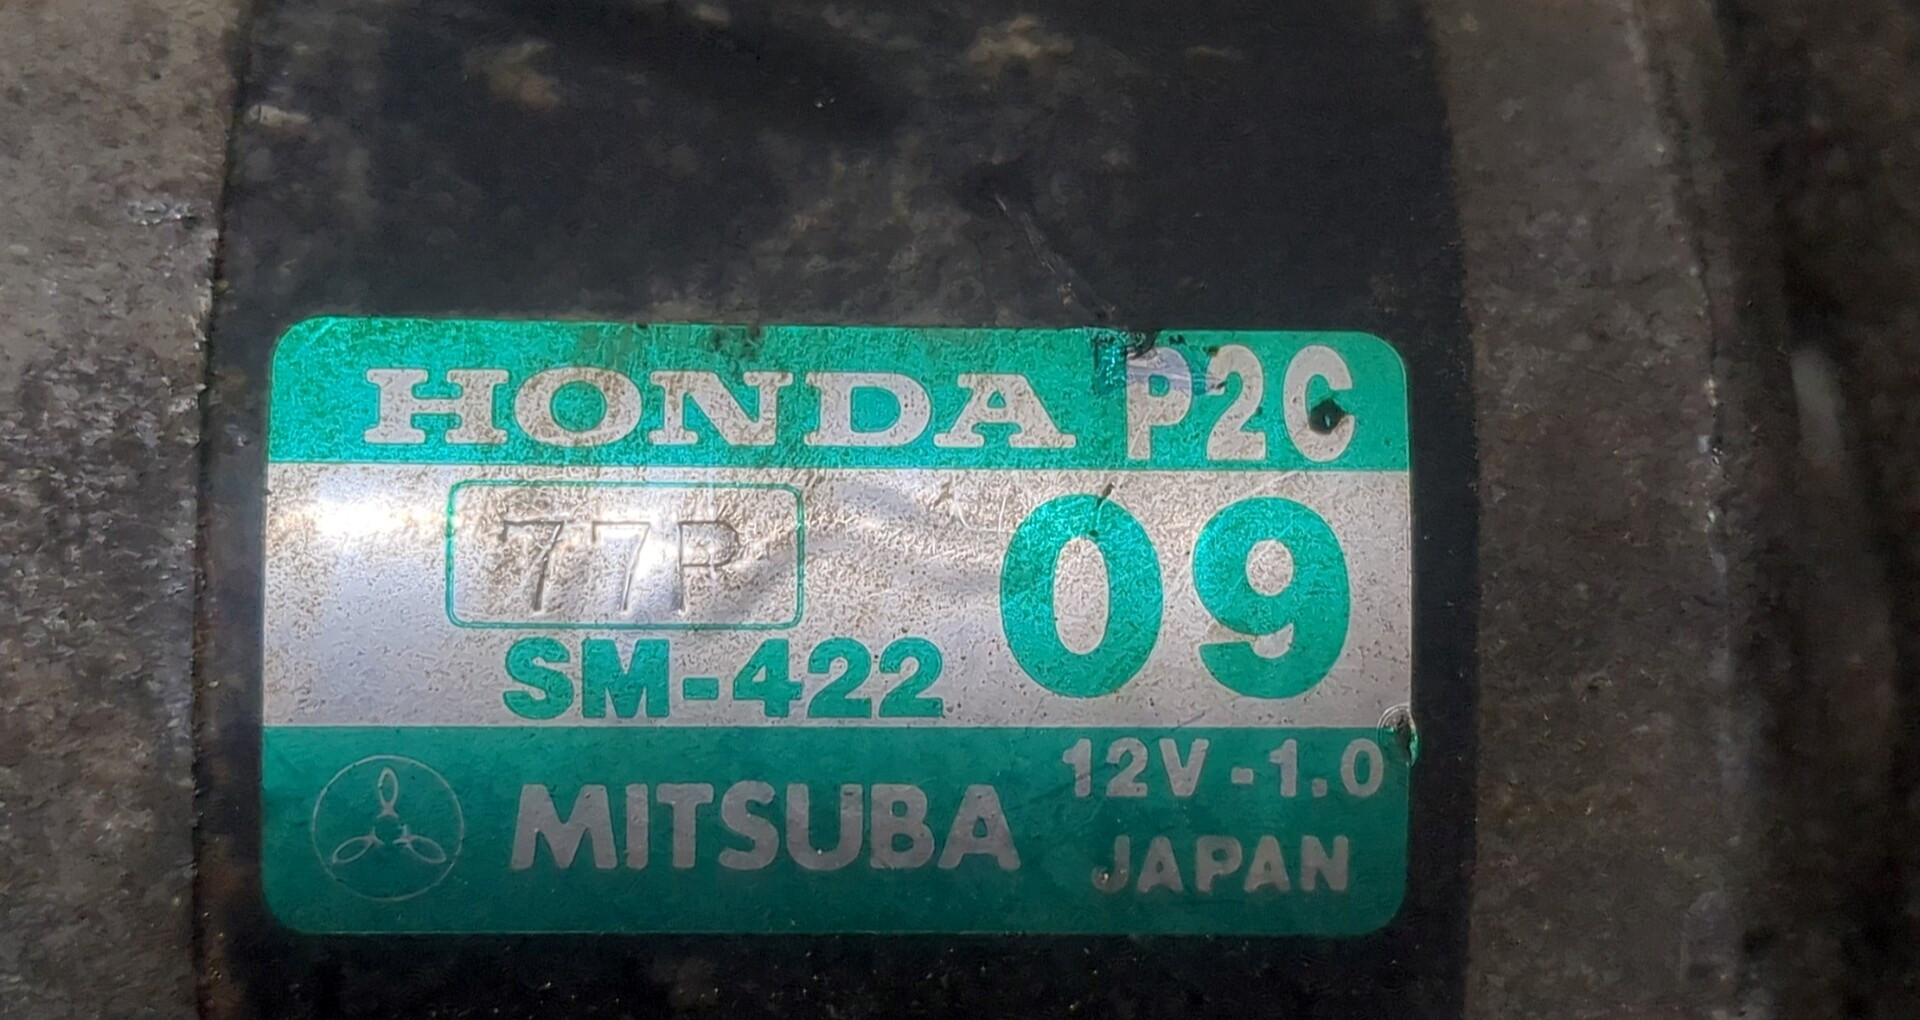 HONDA P2C
77P
09
SM-422
MITSUBA
12V-1.0
JAPAN